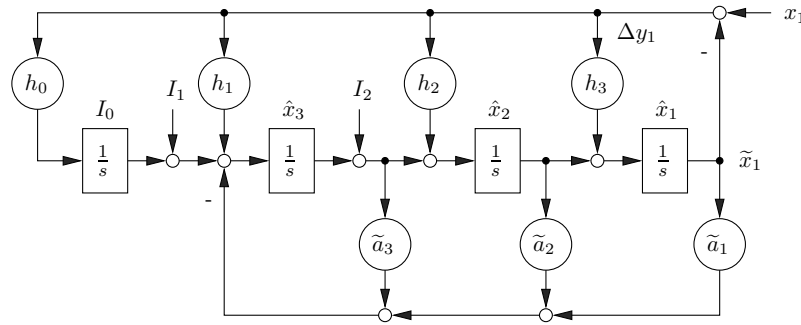 x₁
Δy₁
-
h₀ h₁ h₂ h₃
I₀ I₁ x̂₃ I₂ x̂₂ x̂₁
1/s 1/s 1/s 1/s
x̃₁
-
ã₃ ã₂ ã₁